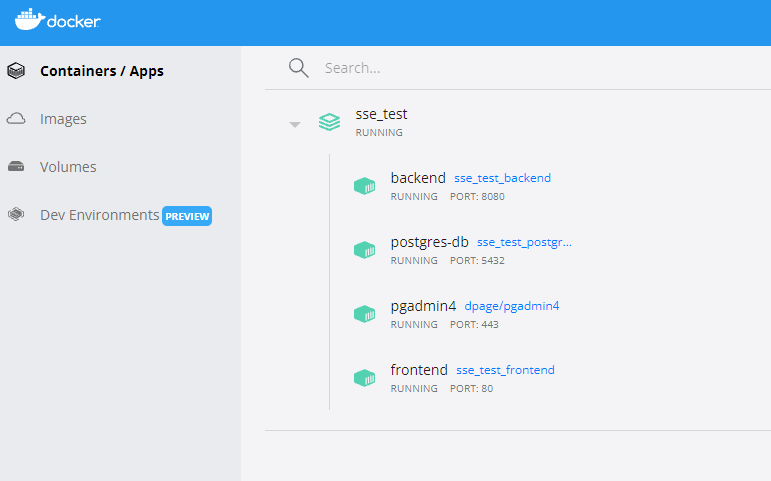 docker
Containers / Apps
Images
Volumes
Dev Environments PREVIEW
Search...
sse_test
RUNNING
backend sse_test_backend
RUNNING PORT: 8080
postgres-db sse_test_postgr...
RUNNING PORT: 5432
pgadmin4 dpage/pgadmin4
RUNNING PORT: 443
frontend sse_test_frontend
RUNNING PORT: 80